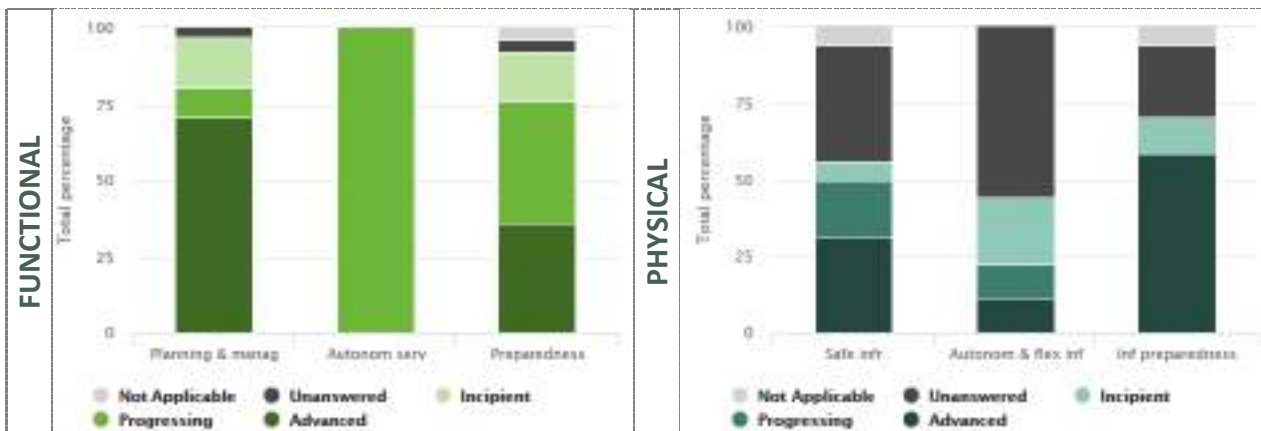 FUNCTIONAL
Total percentage
100
75
50
25
0
Planning & manag
Autonom serv
Preparedness
Not Applicable
Unanswered
Incipient
Progressing
Advanced
PHYSICAL
Total percentage
100
75
50
25
0
Safe infr
Autonom & flex inf
Inf preparedness
Not Applicable
Unanswered
Incipient
Progressing
Advanced